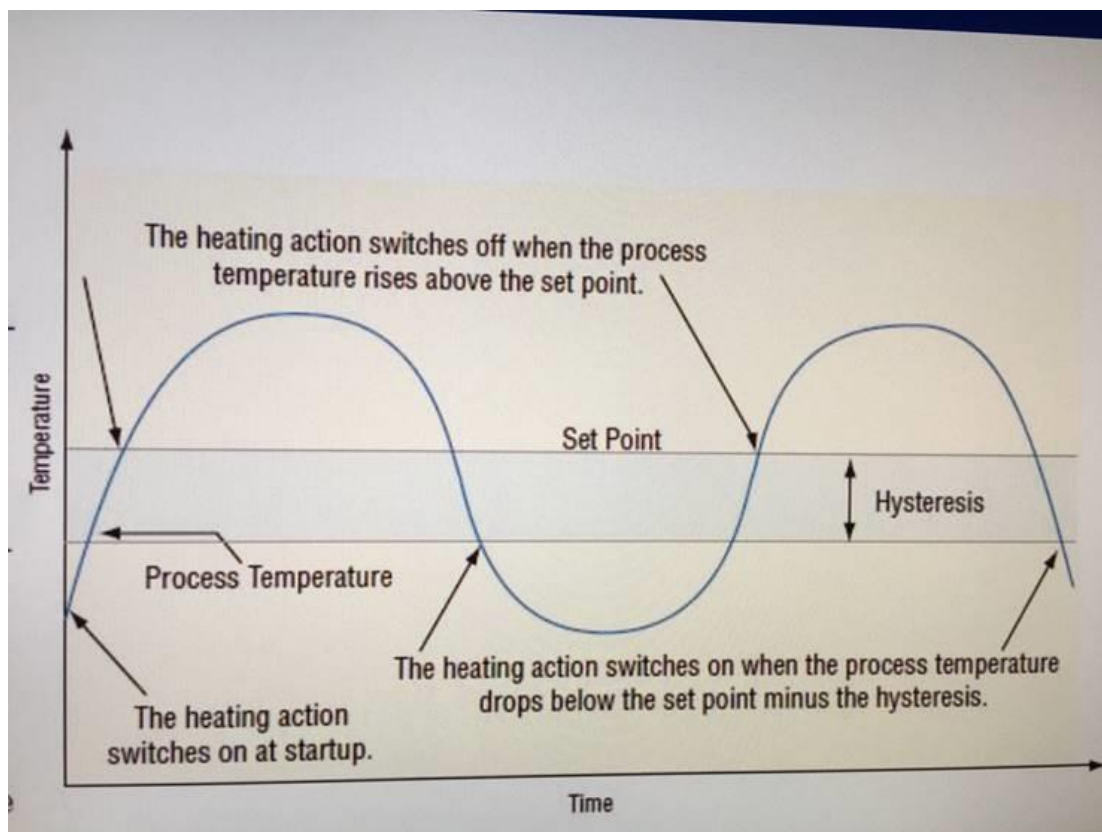 The heating action switches off when the process
temperature rises above the set point.
Temperature
Set Point
Hysteresis
Process Temperature
The heating action switches on when the process temperature
drops below the set point minus the hysteresis.
The heating action
switches on at startup.
Time